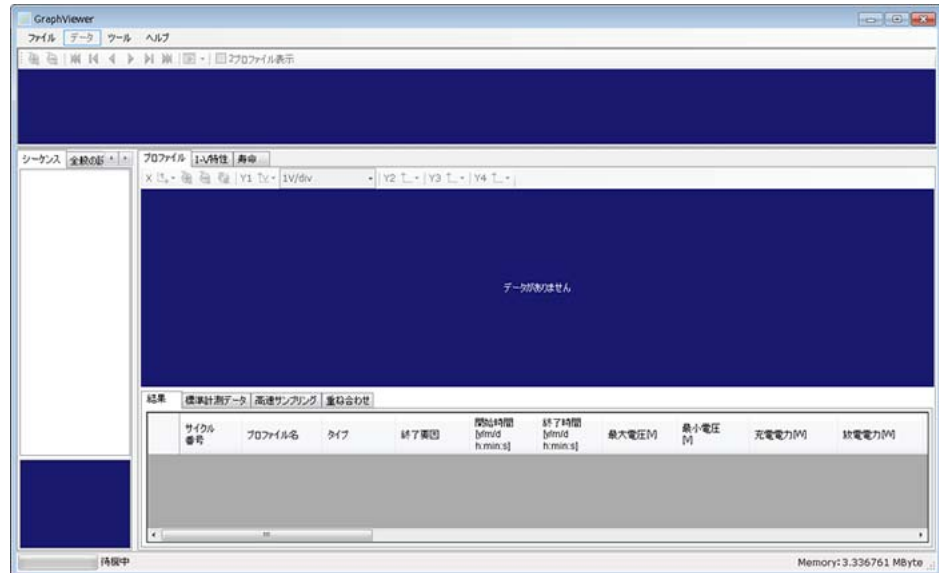 GraphViewer
ファイル データ ツール ヘルプ
2プロファイル表示
シーケンス
プロファイル I-V特性 寿命
X Y1 1V/div Y2 Y3 Y4
データがありません
結果 標準計測データ 高速サンプリング 重ね合わせ
サイクル番号 プロファイル名 タイプ 終了要因 開始時間[y/m/d h:min:s] 終了時間[y/m/d h:min:s] 最大電圧[V] 最小電圧[V] 充電電力[W] 放電電力[W]
待機中
Memory:3.336761 MByte